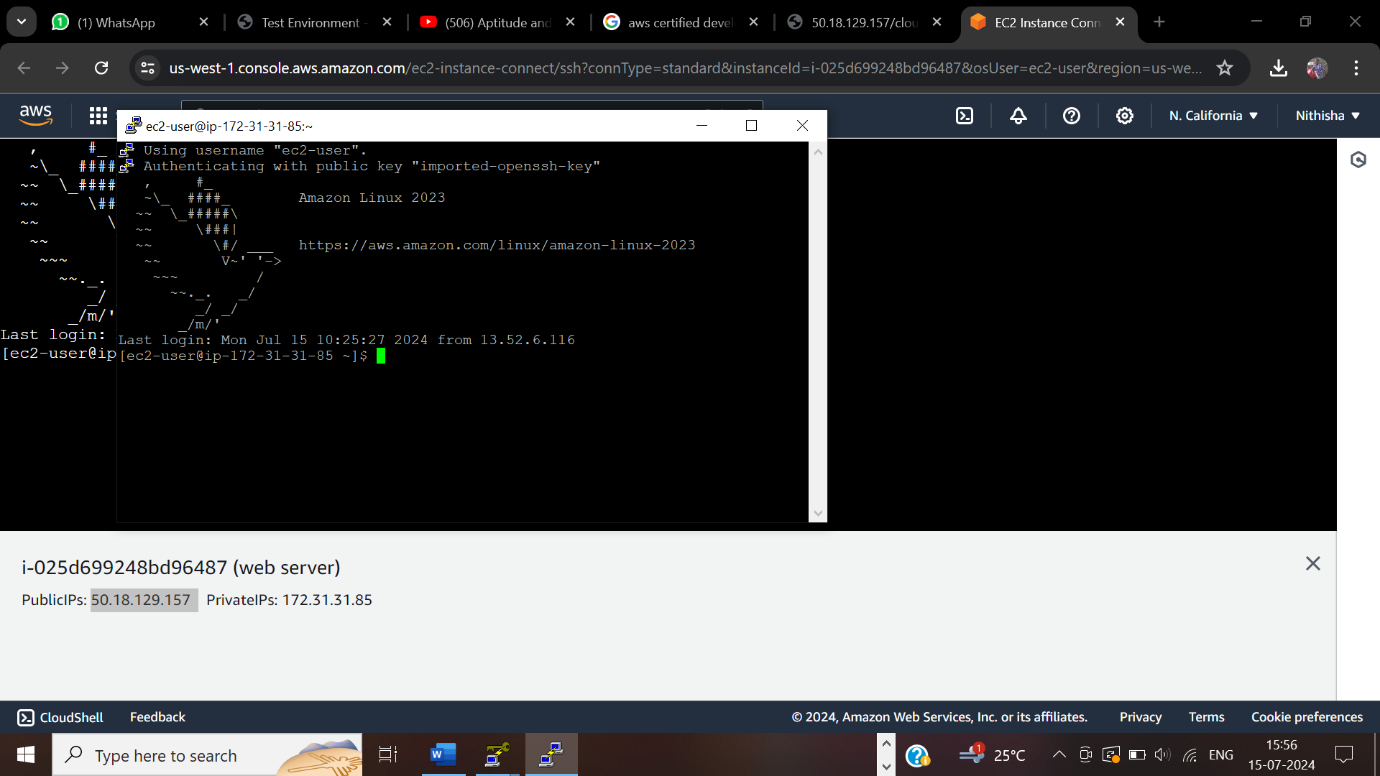 (1) WhatsApp
Test Environment -
(506) Aptitude and
aws certified devel
50.18.129.157/clou
EC2 Instance Conn
us-west-1.console.aws.amazon.com/ec2-instance-connect/ssh?connType=standard&instanceId=i-025d699248bd96487&osUser=ec2-user&region=us-we...
aws
N. California
Nithisha
ec2-user@ip-172-31-31-85:~
Using username "ec2-user".
Authenticating with public key "imported-openssh-key"
   ,     #_
   ~\_  ####_        Amazon Linux 2023
  ~~  \_#####\
  ~~     \###|
  ~~       \#/ ___   https://aws.amazon.com/linux/amazon-linux-2023
   ~~       V~' '->
    ~~~         /
      ~~._.   _/
         _/ _/
       _/m/'
Last login: Mon Jul 15 10:25:27 2024 from 13.52.6.116
[ec2-user@ip-172-31-31-85 ~]$
   ,     #_
   ~\_  ####
  ~~  \_####
  ~~     \##
  ~~       \
   ~~
    ~~~
      ~~._.
         _/
       _/m/'
Last login:
[ec2-user@ip
i-025d699248bd96487 (web server)
PublicIPs: 50.18.129.157 PrivateIPs: 172.31.31.85
CloudShell Feedback
© 2024, Amazon Web Services, Inc. or its affiliates. Privacy Terms Cookie preferences
Type here to search
W
1
25°C
ENG
15:56
15-07-2024